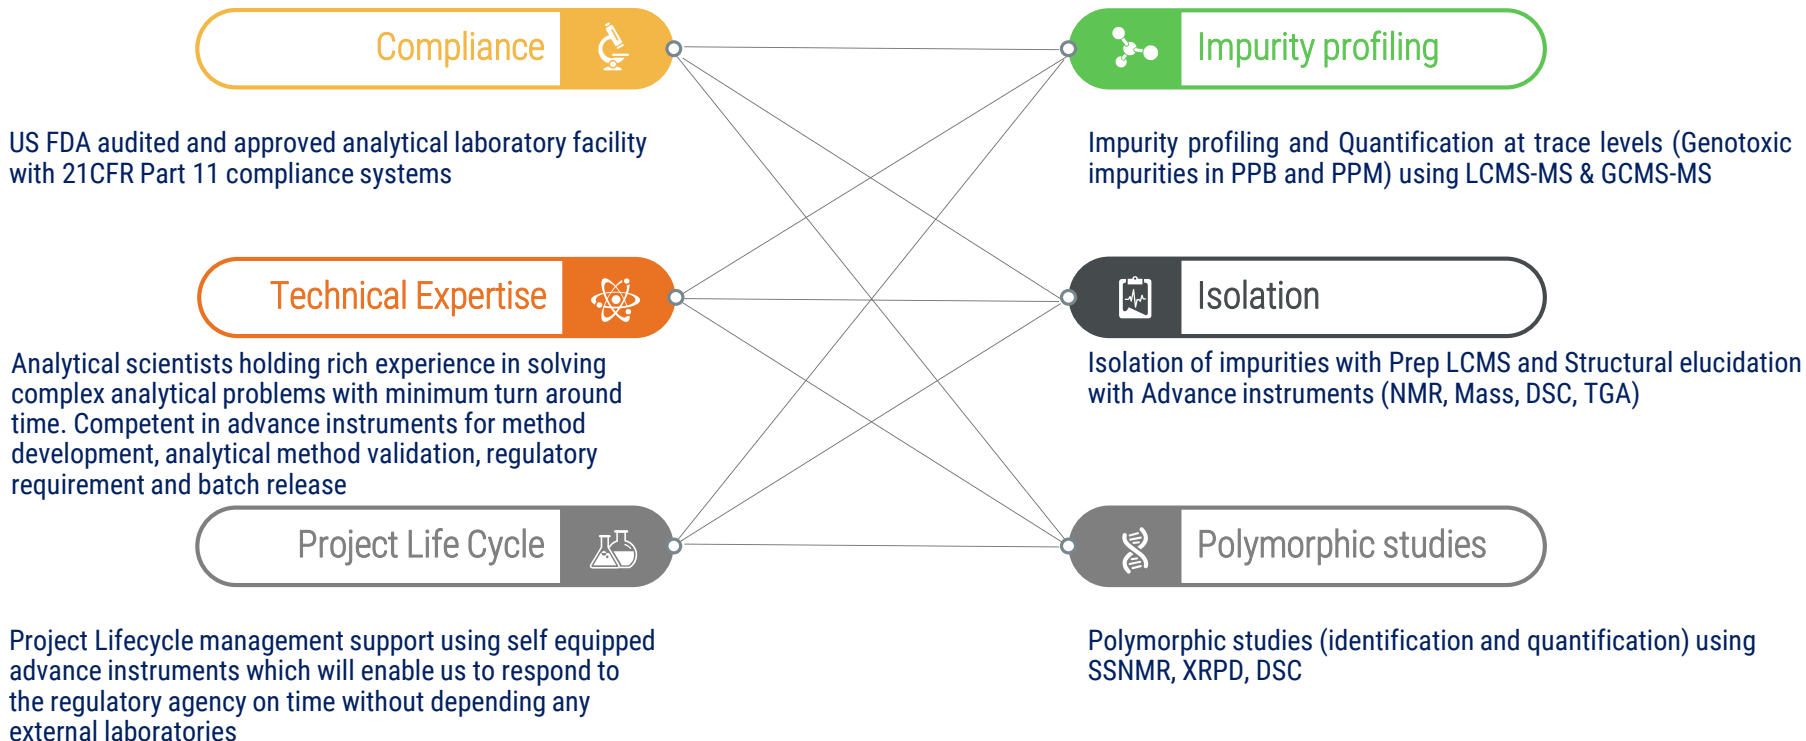 Compliance
US FDA audited and approved analytical laboratory facility
with 21CFR Part 11 compliance systems
Technical Expertise
Analytical scientists holding rich experience in solving
complex analytical problems with minimum turn around
time. Competent in advance instruments for method
development, analytical method validation, regulatory
requirement and batch release
Project Life Cycle
Project Lifecycle management support using self equipped
advance instruments which will enable us to respond to
the regulatory agency on time without depending any
external laboratories
Impurity profiling
Impurity profiling and Quantification at trace levels (Genotoxic
impurities in PPB and PPM) using LCMS-MS & GCMS-MS
Isolation
Isolation of impurities with Prep LCMS and Structural elucidation
with Advance instruments (NMR, Mass, DSC, TGA)
Polymorphic studies
Polymorphic studies (identification and quantification) using
SSNMR, XRPD, DSC